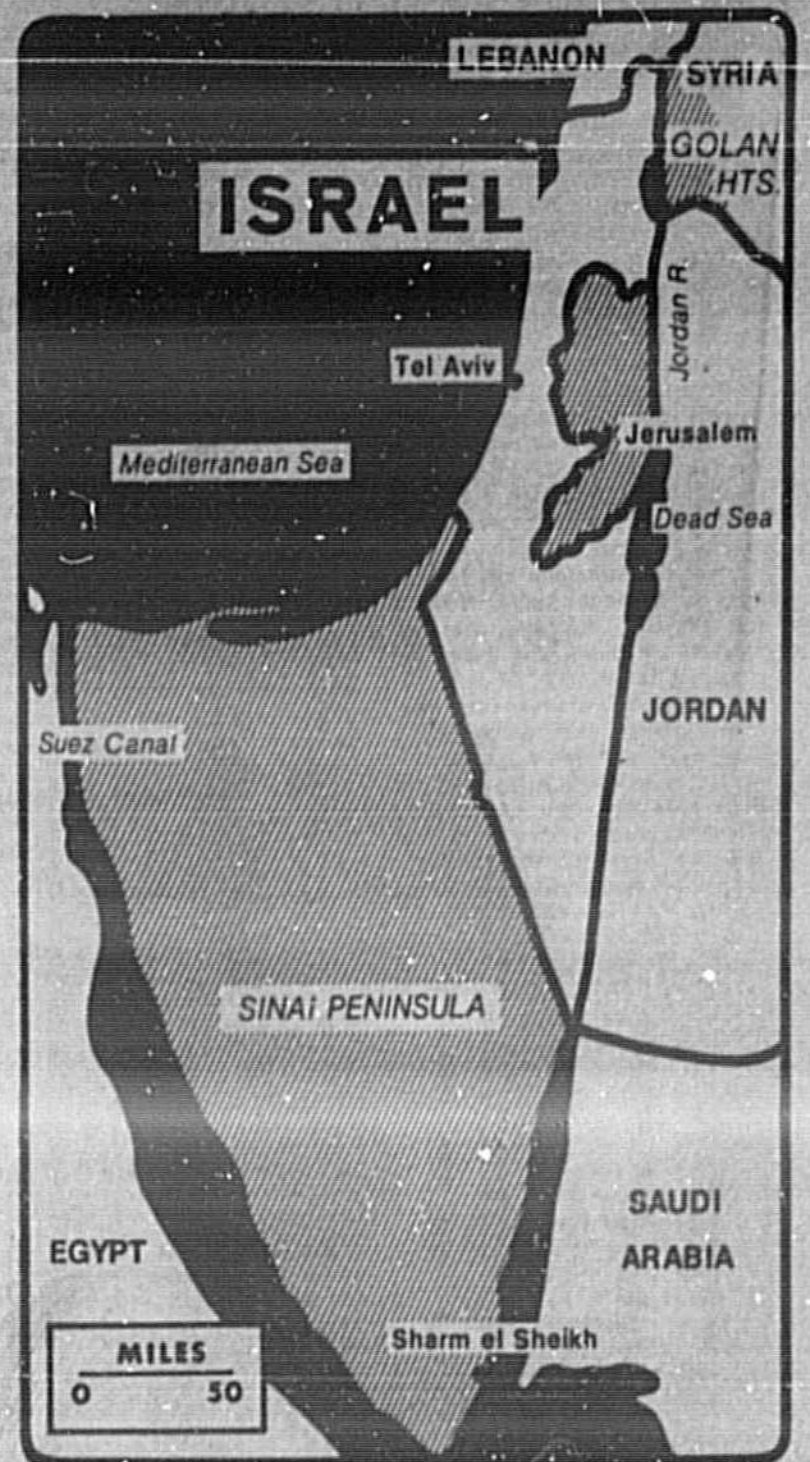 LEBANON
SYRIA
GOLAN
HTS.
ISRAEL
Jordan R.
Tel Aviv
Jerusalem
Mediterranean Sea
Dead Sea
JORDAN
Suez Canal
SINAI PENINSULA
SAUDI
ARABIA
EGYPT
Sharm el Sheikh
MILES
0 50